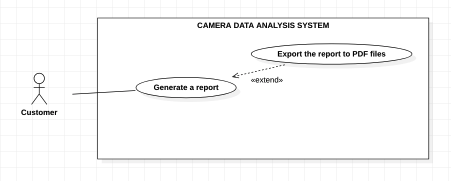 CAMERA DATA ANALYSIS SYSTEM
Export the report to PDF files
Generate a report
«extend»
Customer